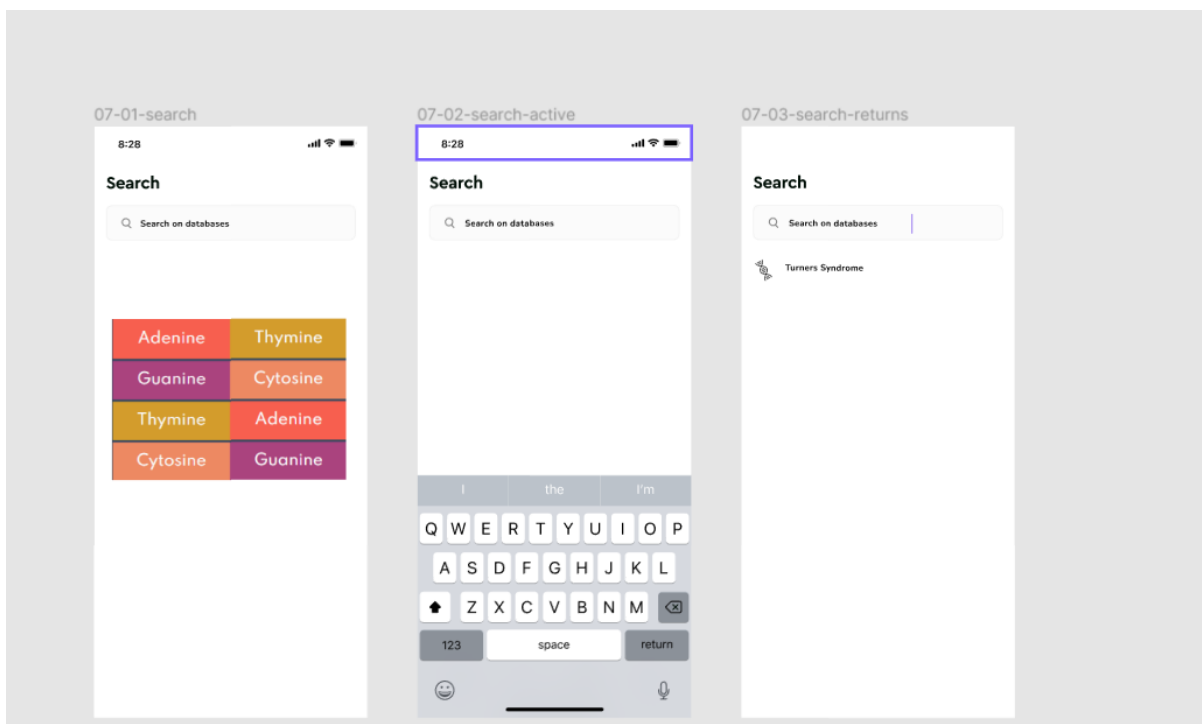 07-01-search
8:28
Search
Search on databases
Adenine Thymine
Guanine Cytosine
Thymine Adenine
Cytosine Guanine
07-02-search-active
8:28
Search
Search on databases
I the I'm
Q W E R T Y U I O P
A S D F G H J K L
Z X C V B N M
123 space return
07-03-search-returns
Search
Search on databases
Turners Syndrome